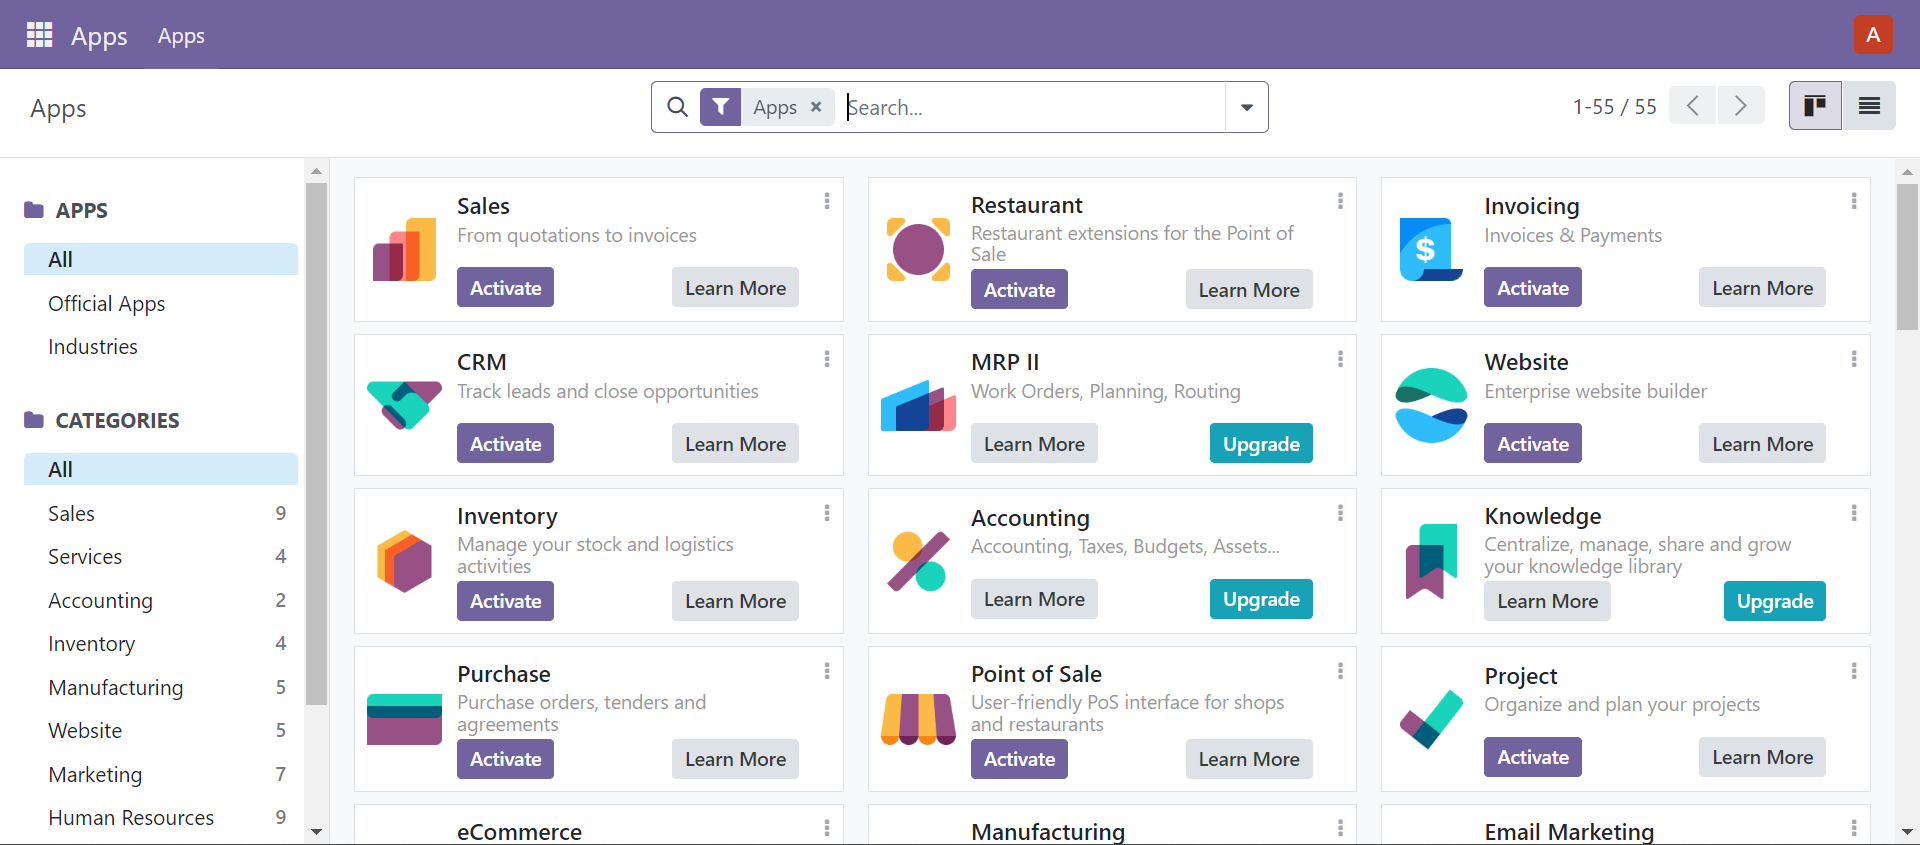 Apps Apps A
Apps
Apps × Search...
1-55 / 55
APPS
All
Official Apps
Industries
CATEGORIES
All
Sales 9
Services 4
Accounting 2
Inventory 4
Manufacturing 5
Website 5
Marketing 7
Human Resources 9
Sales
From quotations to invoices
Activate Learn More
Restaurant
Restaurant extensions for the Point of
Sale
Activate Learn More
$
Invoicing
Invoices & Payments
Activate Learn More
CRM
Track leads and close opportunities
Activate Learn More
MRP II
Work Orders, Planning, Routing
Learn More Upgrade
Website
Enterprise website builder
Activate Learn More
Inventory
Manage your stock and logistics
activities
Activate Learn More
Accounting
Accounting, Taxes, Budgets, Assets...
Learn More Upgrade
Knowledge
Centralize, manage, share and grow
your knowledge library
Learn More Upgrade
Purchase
Purchase orders, tenders and
agreements
Activate Learn More
Point of Sale
User-friendly PoS interface for shops
and restaurants
Activate Learn More
Project
Organize and plan your projects
Activate Learn More
eCommerce
Manufacturing
Email Marketing